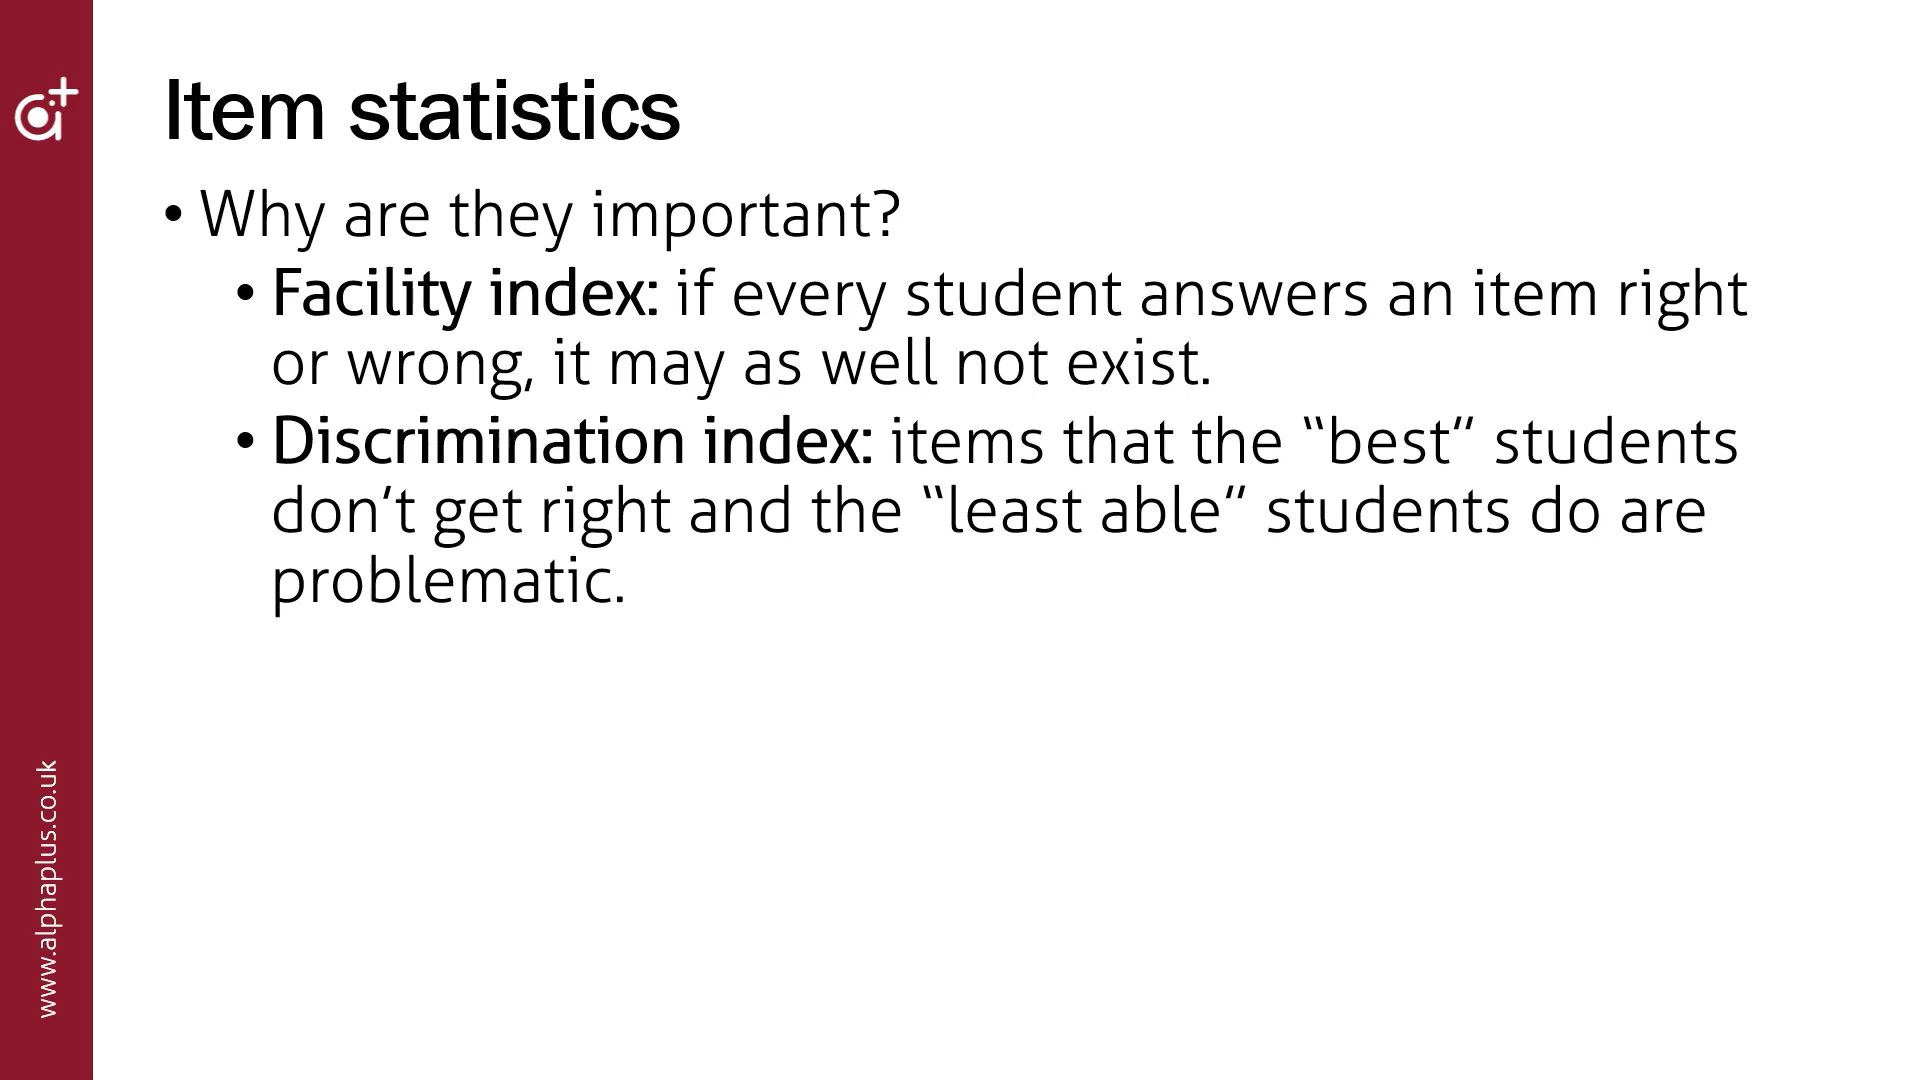 Item statistics
• Why are they important?
• Facility index: if every student answers an item right
or wrong, it may as well not exist.
• Discrimination index: items that the “best” students
don’t get right and the “least able” students do are
problematic.
www.alphaplus.co.uk